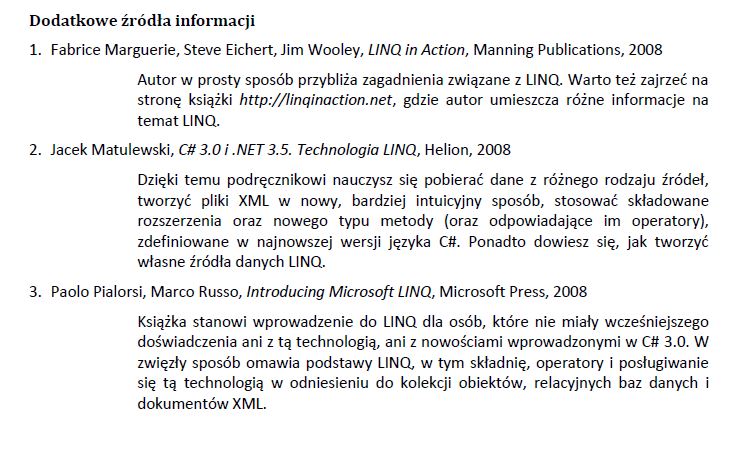 Dodatkowe źródła informacji
1. Fabrice Marguerie, Steve Eichert, Jim Wooley, LINQ in Action, Manning Publications, 2008
Autor w prosty sposób przybliża zagadnienia związane z LINQ. Warto też zajrzeć na
stronę książki http://linqinaction.net, gdzie autor umieszcza różne informacje na
temat LINQ.
2. Jacek Matulewski, C# 3.0 i .NET 3.5. Technologia LINQ, Helion, 2008
Dzięki temu podręcznikowi nauczysz się pobierać dane z różnego rodzaju źródeł,
tworzyć pliki XML w nowy, bardziej intuicyjny sposób, stosować składowane
rozszerzenia oraz nowego typu metody (oraz odpowiadające im operatory),
zdefiniowane w najnowszej wersji języka C#. Ponadto dowiesz się, jak tworzyć
własne źródła danych LINQ.
3. Paolo Pialorsi, Marco Russo, Introducing Microsoft LINQ, Microsoft Press, 2008
Książka stanowi wprowadzenie do LINQ dla osób, które nie miały wcześniejszego
doświadczenia ani z tą technologią, ani z nowościami wprowadzonymi w C# 3.0. W
zwięzły sposób omawia podstawy LINQ, w tym składnię, operatory i posługiwanie
się tą technologią w odniesieniu do kolekcji obiektów, relacyjnych baz danych i
dokumentów XML.